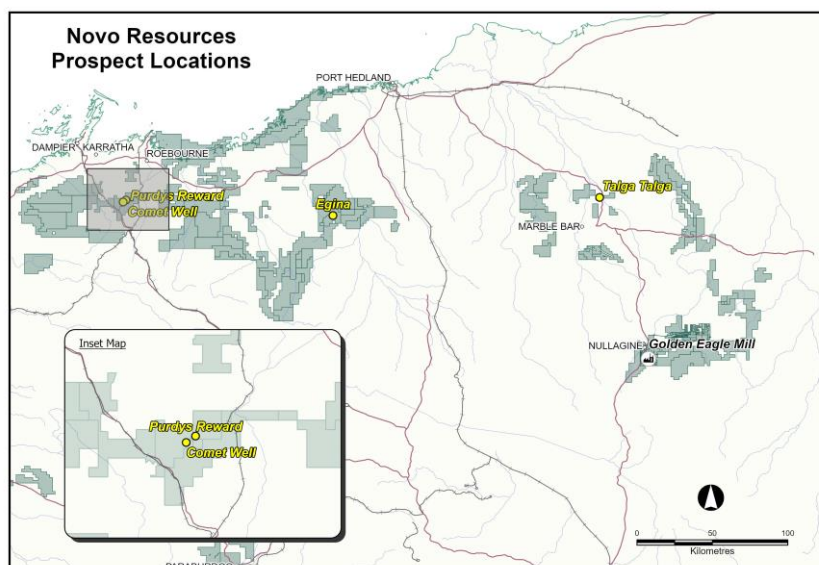 Novo Resources
Prospect Locations
PORT HEDLAND
DAMPIER
KARRATHA
ROEBOURNE
Purdys Reward
Comet Well
Egina
Talga Talga
MARBLE BAR
NULLAGINE
Golden Eagle Mill
Inset Map
Purdys Reward
Comet Well
0
50
100
Kilometres